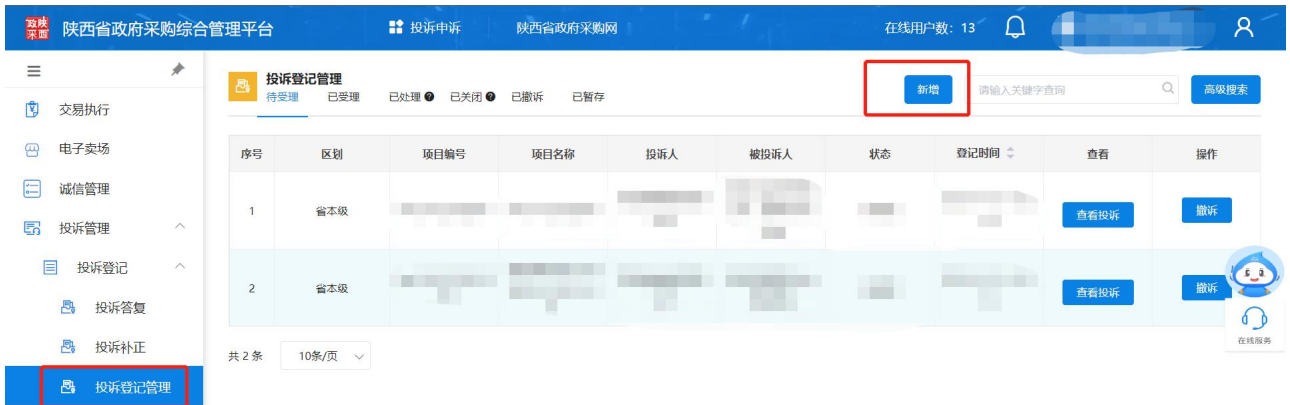 政陕
采西
陕西省政府采购综合管理平台
投诉申诉
陕西省政府采购网
在线用户数：13
交易执行
电子卖场
诚信管理
投诉管理
投诉登记
投诉答复
投诉补正
投诉登记管理
投诉登记管理
待受理 已受理 已处理 已关闭 已撤诉 已暂存
新增
请输入关键字查询
高级搜索
序号 区划 项目编号 项目名称 投诉人 被投诉人 状态 登记时间 查看 操作
1 省本级 查看投诉 撤诉
2 省本级 查看投诉 撤诉
在线服务
共 2 条 10条/页